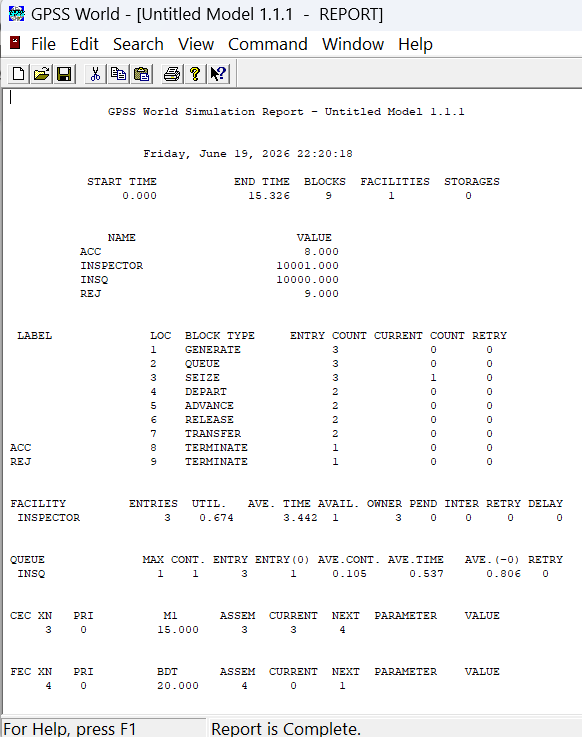 GPSS World - [Untitled Model 1.1.1 - REPORT]
File Edit Search View Command Window Help
GPSS World Simulation Report - Untitled Model 1.1.1
Friday, June 19, 2026 22:20:18
START TIME END TIME BLOCKS FACILITIES STORAGES
0.000 15.326 9 1 0
NAME VALUE
ACC 8.000
INSPECTOR 10001.000
INSQ 10000.000
REJ 9.000
LABEL LOC BLOCK TYPE ENTRY COUNT CURRENT COUNT RETRY
1 GENERATE 3 0 0
2 QUEUE 3 0 0
3 SEIZE 3 1 0
4 DEPART 2 0 0
5 ADVANCE 2 0 0
6 RELEASE 2 0 0
7 TRANSFER 2 0 0
ACC 8 TERMINATE 1 0 0
REJ 9 TERMINATE 1 0 0
FACILITY ENTRIES UTIL. AVE. TIME AVAIL. OWNER PEND INTER RETRY DELAY
INSPECTOR 3 0.674 3.442 1 3 0 0 0 0
QUEUE MAX CONT. ENTRY ENTRY(0) AVE.CONT. AVE.TIME AVE.(-0) RETRY
INSQ 1 1 3 1 0.105 0.537 0.806 0
CEC XN PRI M1 ASSEM CURRENT NEXT PARAMETER VALUE
3 0 15.000 3 3 4
FEC XN PRI BDT ASSEM CURRENT NEXT PARAMETER VALUE
4 0 20.000 4 0 1
For Help, press F1 Report is Complete.